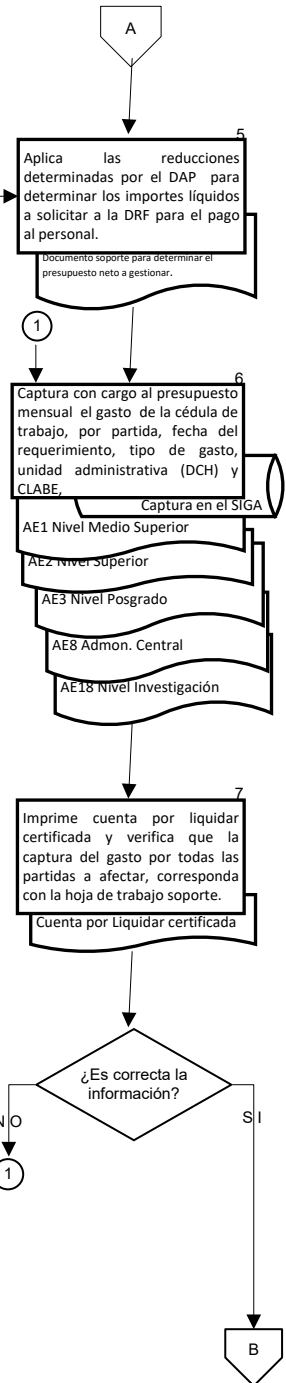 A
5
Aplica las reducciones
determinadas por el DAP para
determinar los importes líquidos
a solicitar a la DRF para el pago
al personal.
Documento soporte para determinar el
presupuesto neto a gestionar.
1
6
Captura con cargo al presupuesto
mensual el gasto de la cédula de
trabajo, por partida, fecha del
requerimiento, tipo de gasto,
unidad administrativa (DCH) y
CLABE,
Captura en el SIGA
AE1 Nivel Medio Superior
AE2 Nivel Superior
AE3 Nivel Posgrado
AE8 Admon. Central
AE18 Nivel Investigación
7
Imprime cuenta por liquidar
certificada y verifica que la
captura del gasto por todas las
partidas a afectar, corresponda
con la hoja de trabajo soporte.
Cuenta por Liquidar certificada
¿Es correcta la
información?
NO
SI
1
B